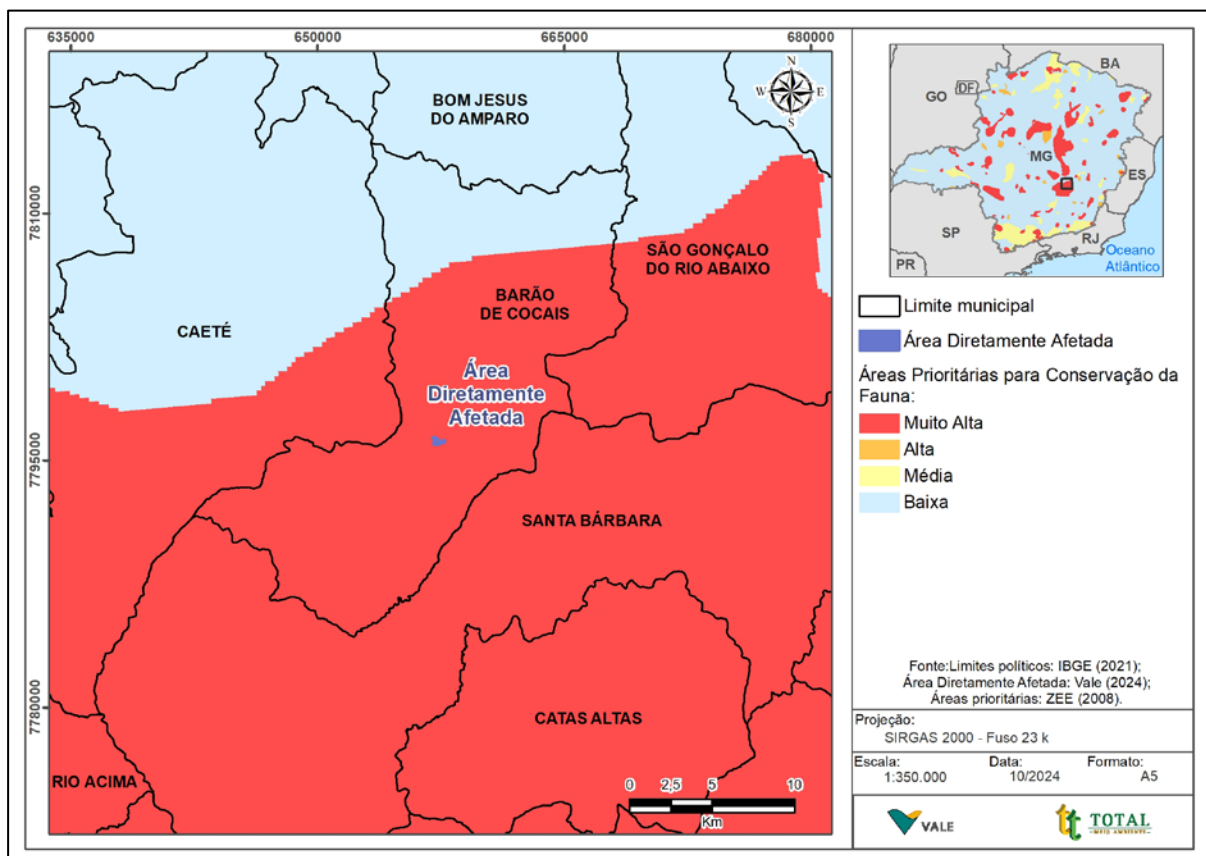 635000
650000
665000
680000
7810000
7795000
7780000
N
W
E
S
BOM JESUS
DO AMPARO
SÃO GONÇALO
DO RIO ABAIXO
BARÃO
DE COCAIS
CAETÉ
Área
Diretamente
Afetada
SANTA BÁRBARA
CATAS ALTAS
RIO ACIMA
0 2,5 5 10
Km
BA
GO
DF
MG
ES
SP
RJ
PR
Oceano
Atlântico
Limite municipal
Área Diretamente Afetada
Áreas Prioritárias para Conservação da
Fauna:
Muito Alta
Alta
Média
Baixa
Fonte:Limites políticos: IBGE (2021);
Área Diretamente Afetada: Vale (2024);
Áreas prioritárias: ZEE (2008).
Projeção:
SIRGAS 2000 - Fuso 23 k
Escala: Data: Formato:
1:350.000 10/2024 A5
VALE
TOTAL
MEIO AMBIENTE